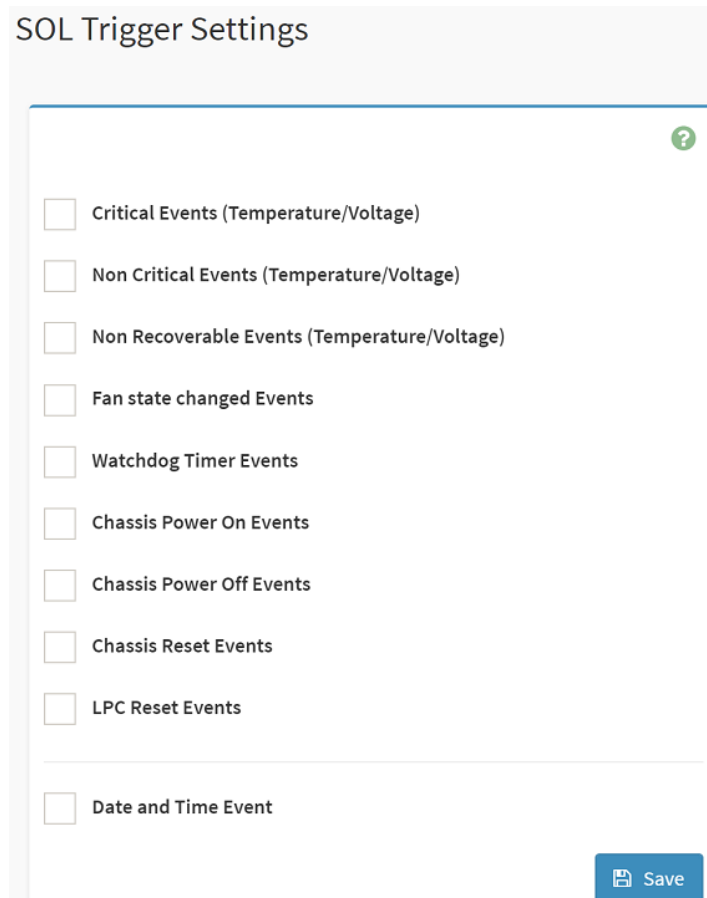 SOL Trigger Settings
?
Critical Events (Temperature/Voltage)
Non Critical Events (Temperature/Voltage)
Non Recoverable Events (Temperature/Voltage)
Fan state changed Events
Watchdog Timer Events
Chassis Power On Events
Chassis Power Off Events
Chassis Reset Events
LPC Reset Events
Date and Time Event
Save